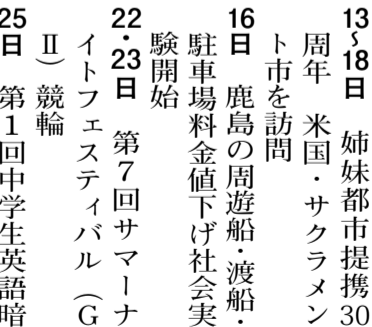 13〜18日　姉妹都市提携30
周年　米国・サクラメン
ト市を訪問
16日　鹿島の周遊船・渡船・
駐車場料金値下げ社会実
験開始
22・23日　第7回サマーナ
イトフェスティバル（G
Ⅱ）競輪
25日　第1回中学生英語暗